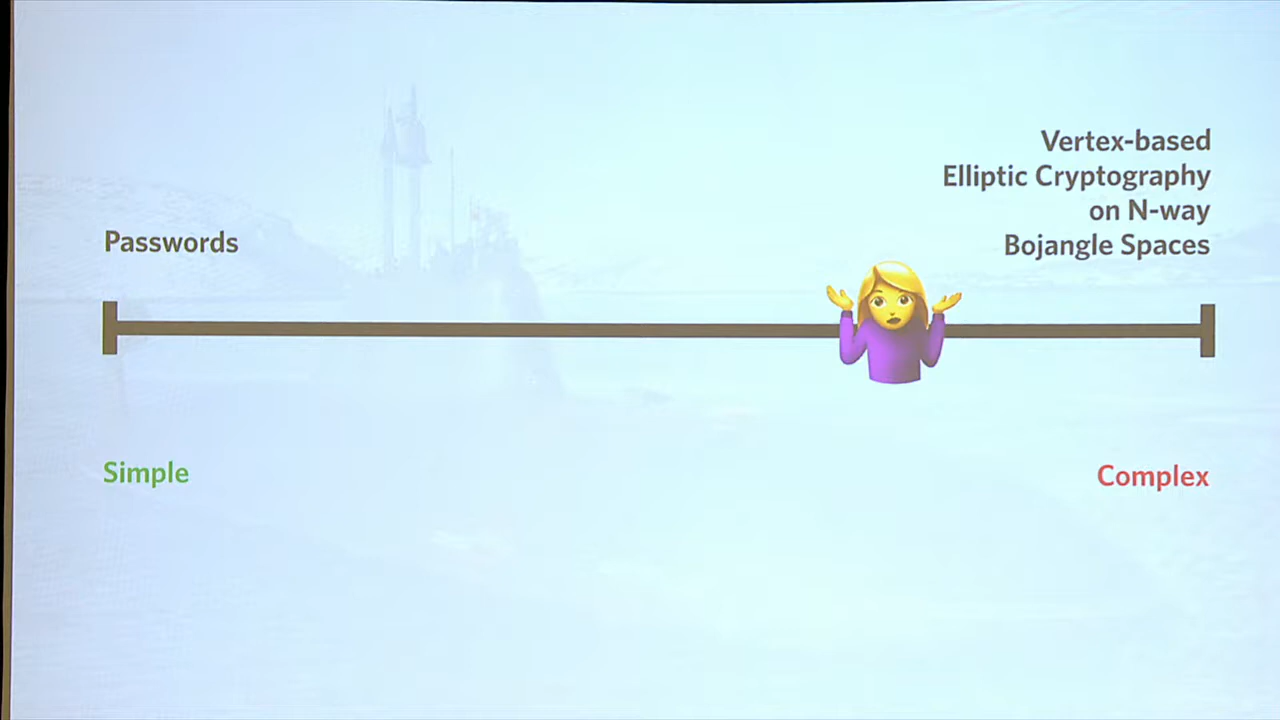 Vertex-based
Elliptic Cryptography
on N-way
Bojangle Spaces
Passwords
Simple
Complex